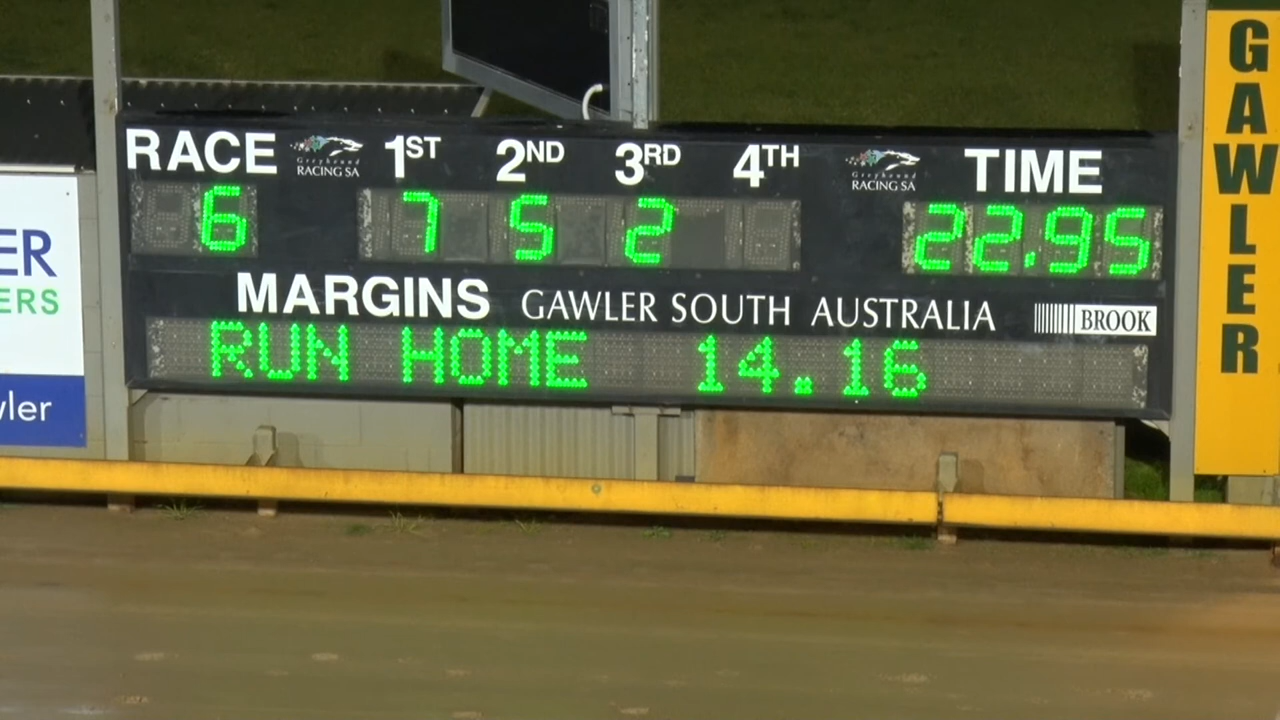 RACE Greyhound RACING SA 1ST 2ND 3RD 4TH Greyhound RACING SA TIME
6 7 5 2 22.95
MARGINS GAWLER SOUTH AUSTRALIA BROOK
RUN HOME 14.16
GAWLER
ER
ERS
wler